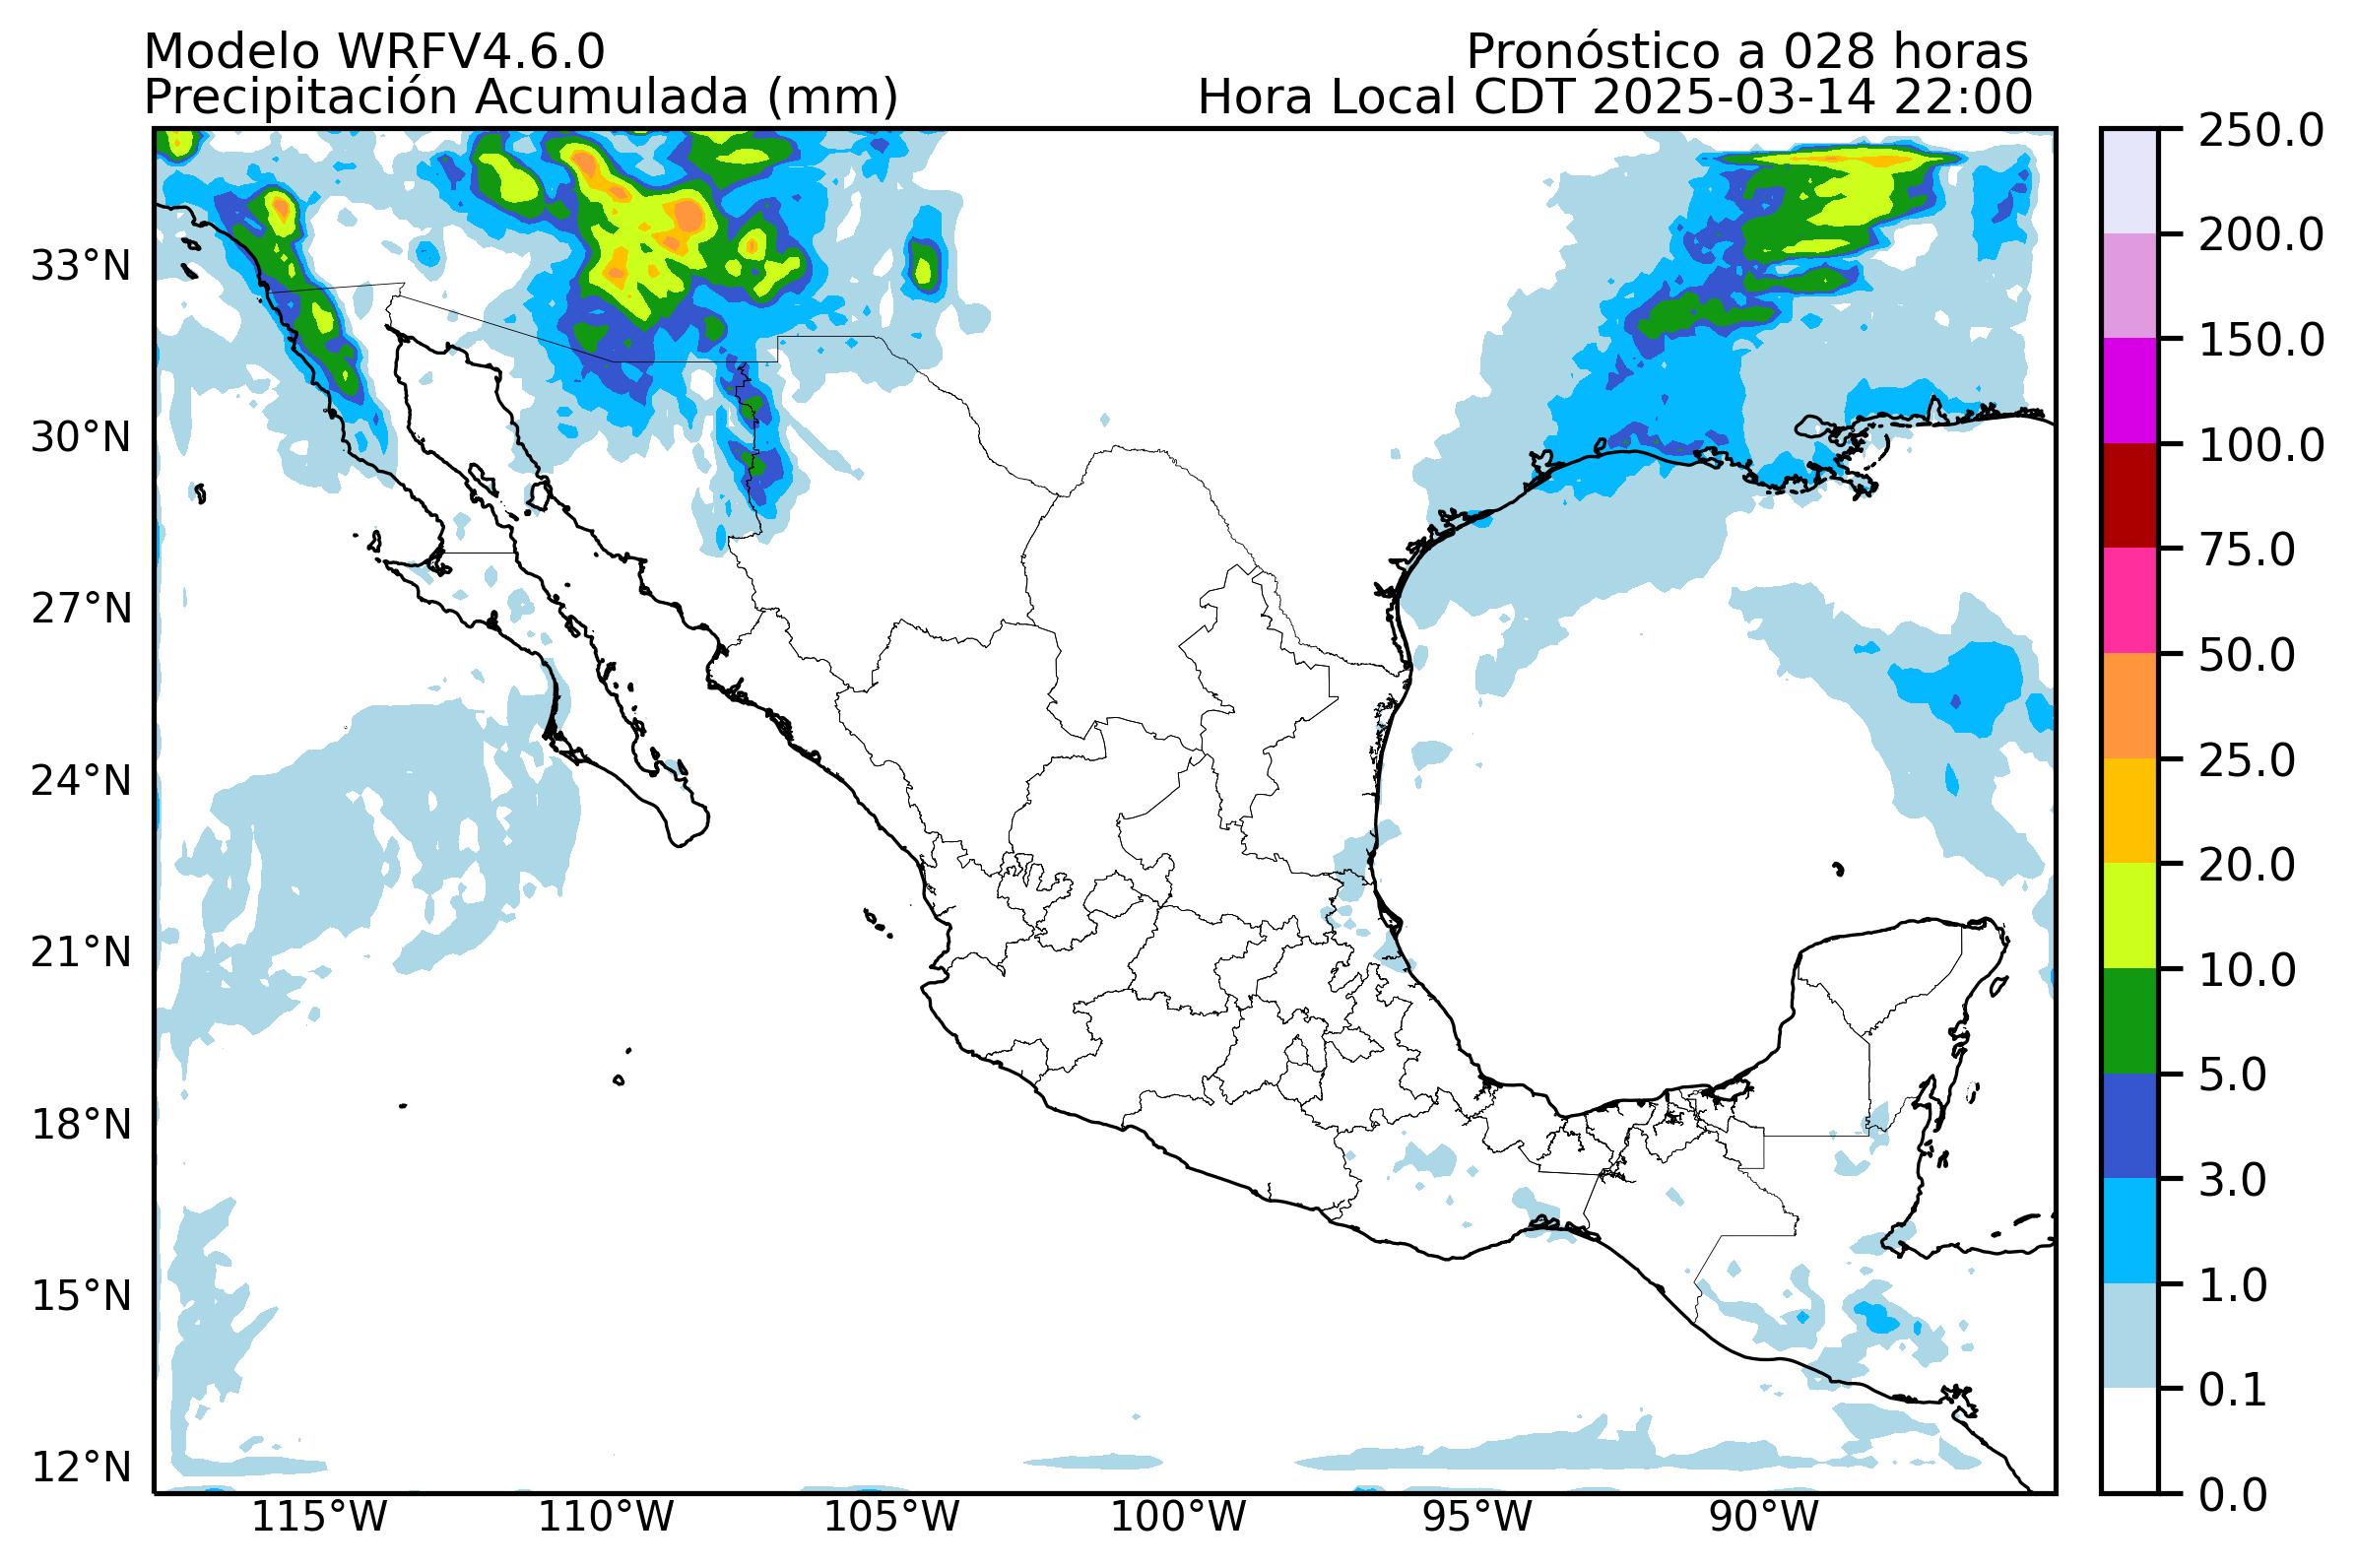 Modelo WRFV4.6.0
Pronóstico a 028 horas
Precipitación Acumulada (mm)
Hora Local CDT 2025-03-14 22:00
33°N
30°N
27°N
24°N
21°N
18°N
15°N
12°N
115°W
110°W
105°W
100°W
95°W
90°W
250.0
200.0
150.0
100.0
75.0
50.0
25.0
20.0
10.0
5.0
3.0
1.0
0.1
0.0